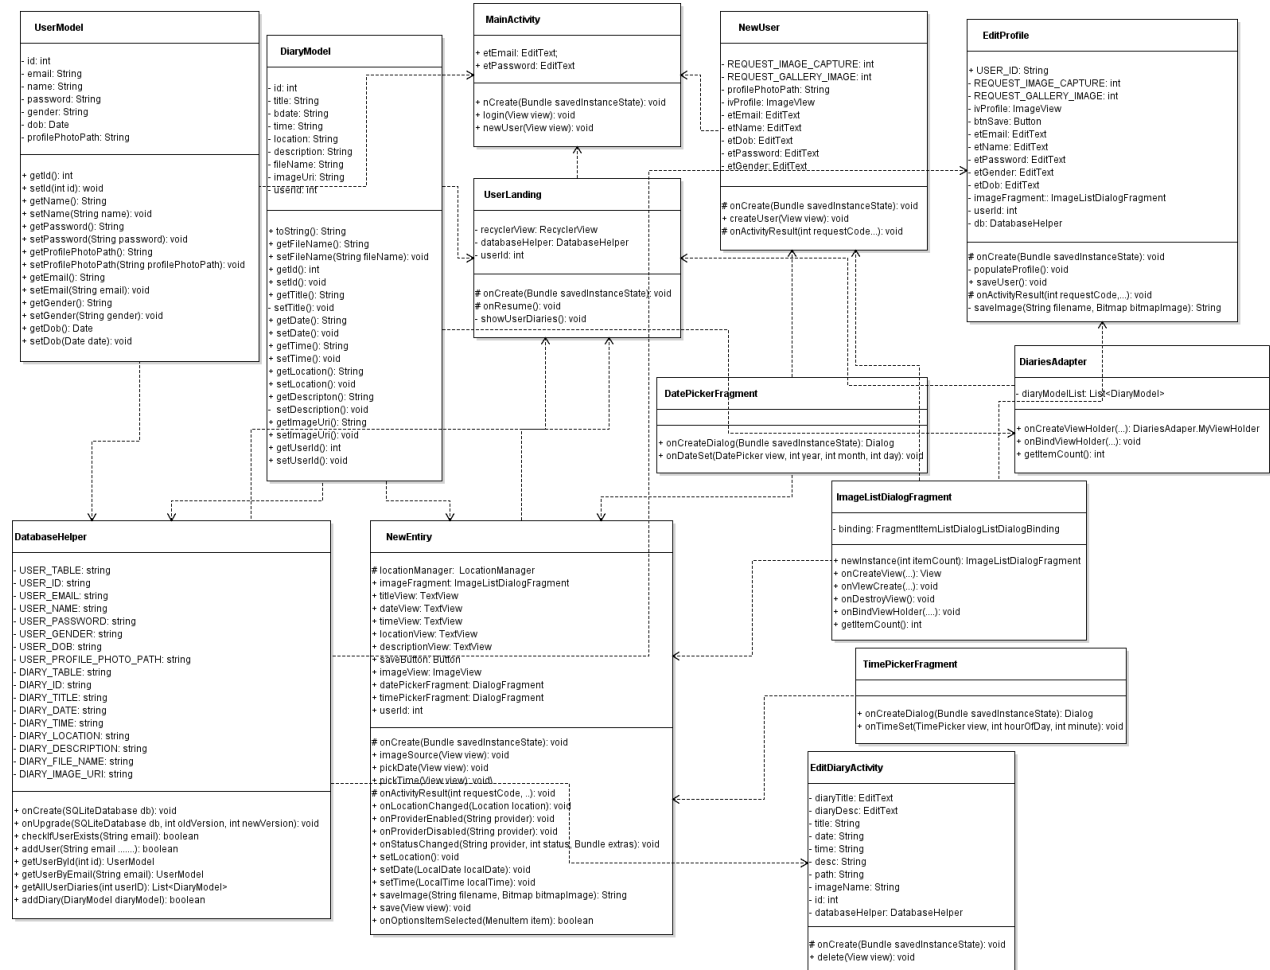 UserModel
- id: int
- email: String
- name: String
- password: String
- gender: String
- dob: Date
- profilePhotoPath: String
+ getId(): int
+ setId(int id): woid
+ getName(): String
+ setName(String name): void
+ getPassword(): String
+ setPassword(String password): void
+ getProfilePhotoPath(): String
+ setProfilePhotoPath(String profilePhotoPath): void
+ getEmail(): String
+ setEmail(String email): void
+ getGender(): String
+ setGender(String gender): void
+ getDob(): Date
+ setDob(Date date): void
DiaryModel
- id: int
- title: String
- bdate: String
- time: String
- location: String
- description: String
- fileName: String
- imageUri: String
- userId: int
+ toString(): String
+ getFileName(): String
+ setFileName(String fileName): void
+ getId(): int
+ setId(): void
+ getTitle(): String
- setTitle(): void
+ getDate(): String
+ setDate(): void
+ getTime(): String
+ setTime(): void
+ getLocation(): String
+ setLocation(): void
+ getDescripton(): String
- setDescription(): void
+ getImageUri(): String
+ setImageUri(): void
+ getUserId(): int
+ setUserId(): void
MainActivity
+ etEmail: EditText;
+ etPassword: EditText
+ nCreate(Bundle savedInstanceState): void
+ login(View view): void
+ newUser(View view): void
UserLanding
- recyclerView: RecyclerView
- databaseHelper: DatabaseHelper
- userId: int
# onCreate(Bundle savedInstanceState): void
# onResume(): void
- showUserDiaries(): void
NewUser
- REQUEST_IMAGE_CAPTURE: int
- REQUEST_GALLERY_IMAGE: int
- profilePhotoPath: String
- ivProfile: ImageView
- etEmail: EditText
- etName: EditText
- etDob: EditText
- etPassword: EditText
- etGender: EditText
# onCreate(Bundle savedInstanceState): void
+ createUser(View view): void
# onActivityResult(int requestCode...): void
EditProfile
+ USER_ID: String
- REQUEST_IMAGE_CAPTURE: int
- REQUEST_GALLERY_IMAGE: int
- ivProfile: ImageView
- btnSave: Button
- etEmail: EditText
- etName: EditText
- etPassword: EditText
- etGender: EditText
- etDob: EditText
- imageFragment:: ImageListDialogFragment
- userId: int
- db: DatabaseHelper
# onCreate(Bundle savedInstanceState): void
- populateProfile(): void
+ saveUser(): void
# onActivityResult(int requestCode,...): void
- saveImage(String filename, Bitmap bitmapImage): String
DiariesAdapter
- diaryModelList: List<DiaryModel>
+ onCreateViewHolder(...): DiariesAdaper.MyViewHolder
+ onBindViewHolder(...): void
+ getItemCount(): int
DatePickerFragment
+ onCreateDialog(Bundle savedInstanceState): Dialog
+ onDateSet(DatePicker view, int year, int month, int day): void
ImageListDialogFragment
- binding: FragmentItemListDialogListDialogBinding
+ newInstance(int itemCount): ImageListDialogFragment
+ onCreateView(...): View
+ onVIewCreate(...): void
+ onDestroyView(): void
+ onBindViewHolder(....): void
+ getItemCount(): int
DatabaseHelper
- USER_TABLE: string
- USER_ID: string
- USER_EMAIL: string
- USER_NAME: string
- USER_PASSWORD: string
- USER_GENDER: string
- USER_DOB: string
- USER_PROFILE_PHOTO_PATH: string
- DIARY_TABLE: string
- DIARY_ID: string
- DIARY_TITLE: string
- DIARY_DATE: string
- DIARY_TIME: string
- DIARY_LOCATION: string
- DIARY_DESCRIPTION: string
- DIARY_FILE_NAME: string
- DIARY_IMAGE_URI: string
+ onCreate(SQLiteDatabase db): void
+ onUpgrade(SQLiteDatabase db, int oldVersion, int newVersion): void
+ checkIfUserExists(String email): boolean
+ addUser(String email .......): boolean
+ getUserById(int id): UserModel
+ getUserByEmail(String email): UserModel
+ getAllUserDiaries(int userID): List<DiaryModel>
+ addDiary(DiaryModel diaryModel): boolean
NewEntiry
# locationManager: LocationManager
+ imageFragment: ImageListDialogFragment
+ titleView: TextView
+ dateView: TextView
+ timeView: TextView
+ locationView: TextView
+ descriptionView: TextView
+ saveButton: Button
+ imageView: ImageView
+ datePickerFragment: DialogFragment
+ timePickerFragment: DialogFragment
+ userId: int
# onCreate(Bundle savedInstanceState): void
+ imageSource(View view): void
+ pickDate(View view): void
+ pickTime(View view): void)
# onActivityResult(int requestCode, ..): void
+ onLocationChanged(Location location): void
+ onProviderEnabled(String provider): void
+ onProviderDisabled(String provider): void
+ onStatusChanged(String provider, int status, Bundle extras): void
+ setLocation(): void
+ setDate(LocalDate localDate): void
+ setTime(LocalTime localTime): void
+ saveImage(String filename, Bitmap bitmapImage): String
+ save(View view): void
+ onOptionsItemSelected(MenuItem item): boolean
TimePickerFragment
+ onCreateDialog(Bundle savedInstanceState): Dialog
+ onTimeSet(TimePicker view, int hourOfDay, int minute): void
EditDiaryActivity
- diaryTitle: EditText
- diaryDesc: EditText
- title: String
- date: String
- time: String
- desc: String
- path: String
- imageName: String
- id: int
- databaseHelper: DatabaseHelper
# onCreate(Bundle savedInstanceState): void
+ delete(View view): void